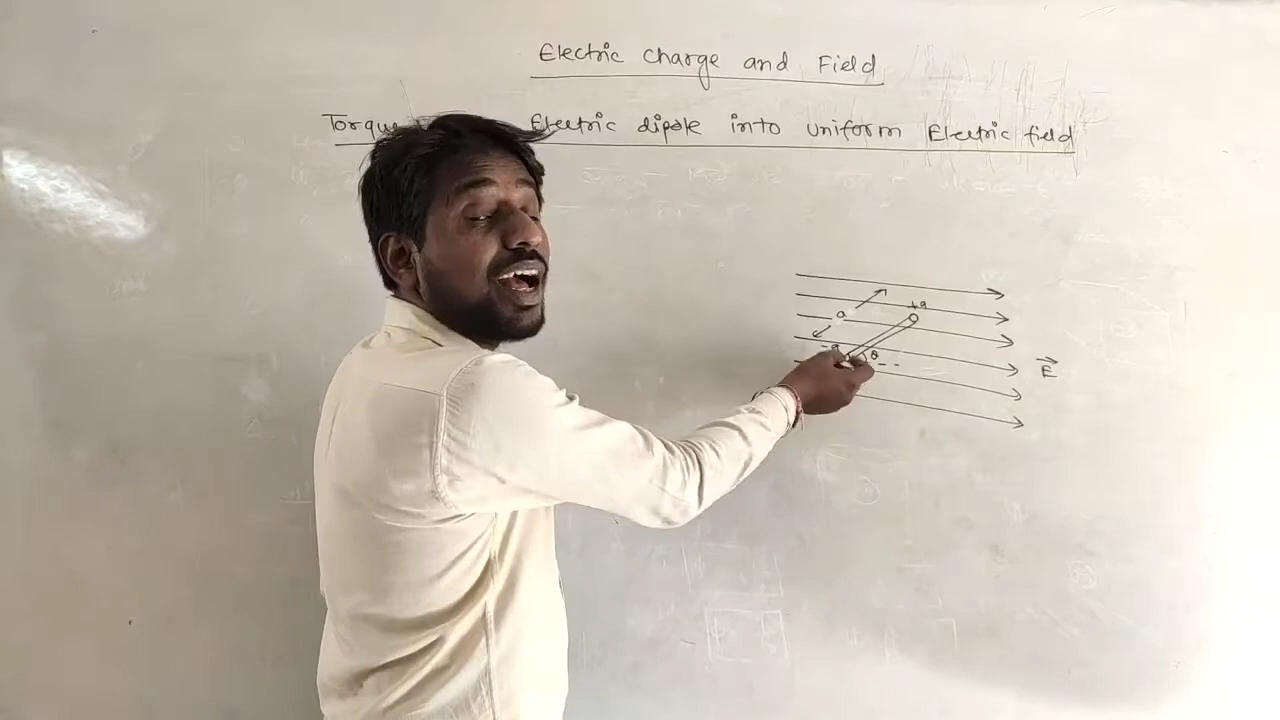 Electric Charge and Field
Torque Electric dipole into uniform Electric field
+q
a
-q
θ
E